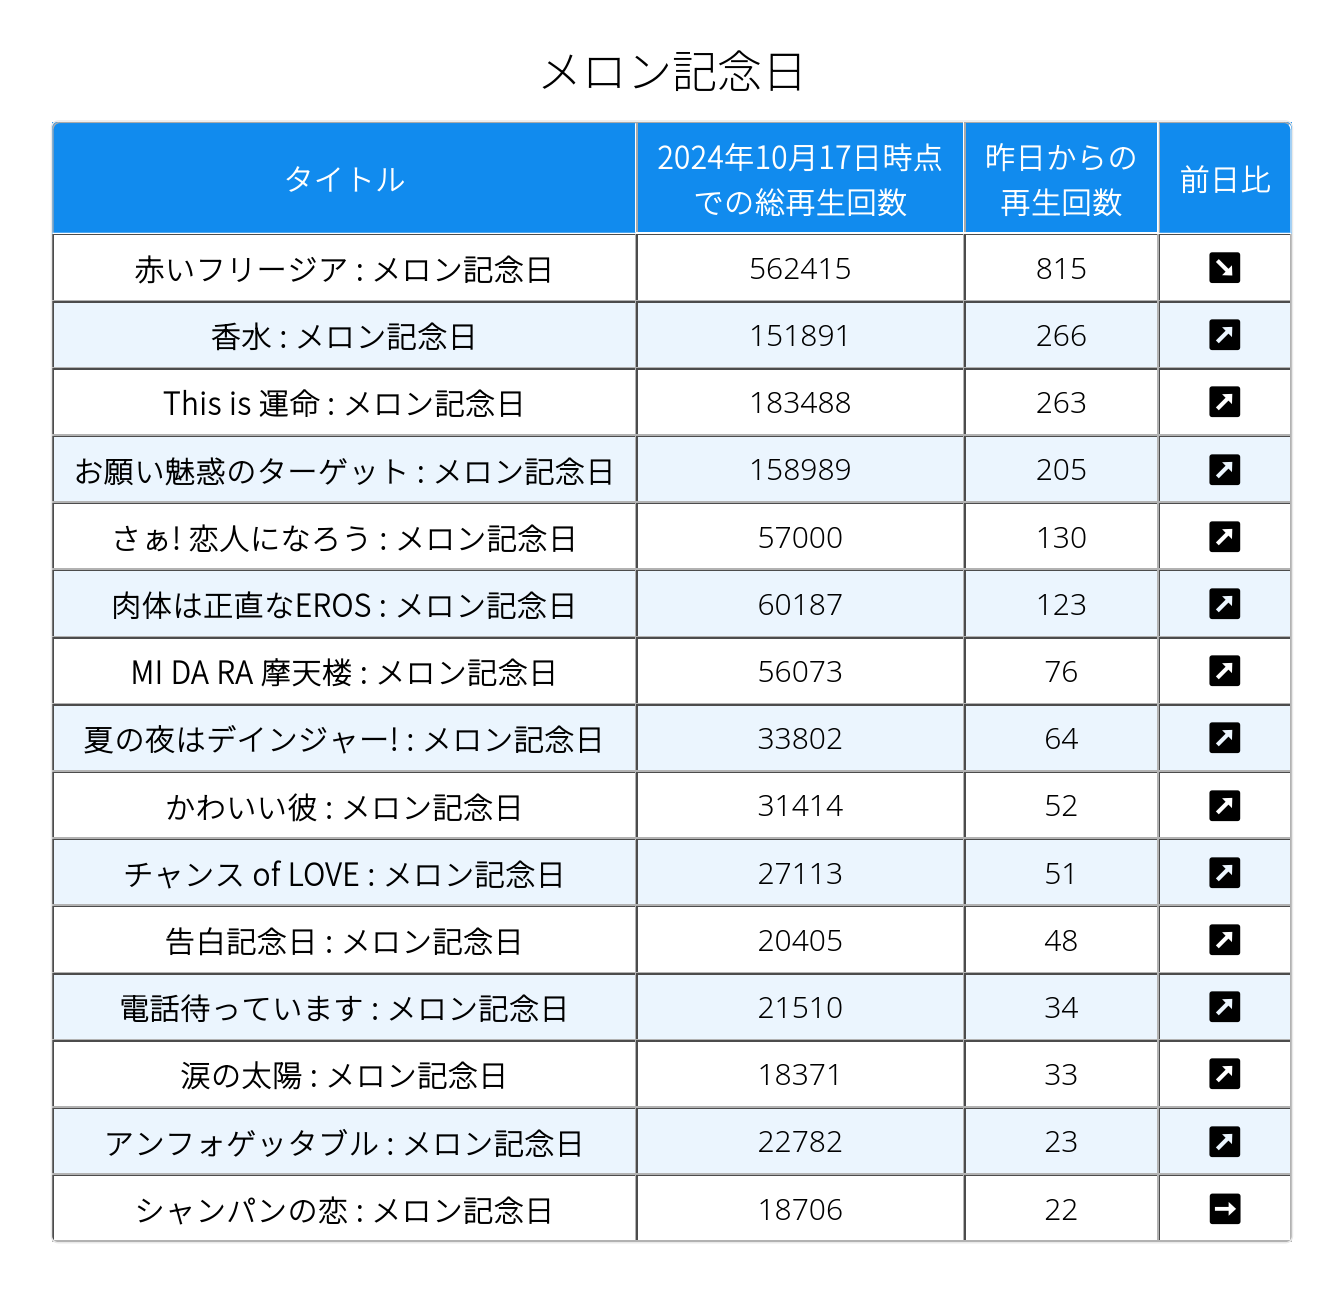 メロン記念日
タイトル 2024年10月17日時点での総再生回数 昨日からの再生回数 前日比
赤いフリージア : メロン記念日 562415 815 ↘
香水 : メロン記念日 151891 266 ↗
This is 運命 : メロン記念日 183488 263 ↗
お願い魅惑のターゲット : メロン記念日 158989 205 ↗
さぁ! 恋人になろう : メロン記念日 57000 130 ↗
肉体は正直なEROS : メロン記念日 60187 123 ↗
MI DA RA 摩天楼 : メロン記念日 56073 76 ↗
夏の夜はデインジャー! : メロン記念日 33802 64 ↗
かわいい彼 : メロン記念日 31414 52 ↗
チャンス of LOVE : メロン記念日 27113 51 ↗
告白記念日 : メロン記念日 20405 48 ↗
電話待っています : メロン記念日 21510 34 ↗
涙の太陽 : メロン記念日 18371 33 ↗
アンフォゲッタブル : メロン記念日 22782 23 ↗
シャンパンの恋 : メロン記念日 18706 22 →